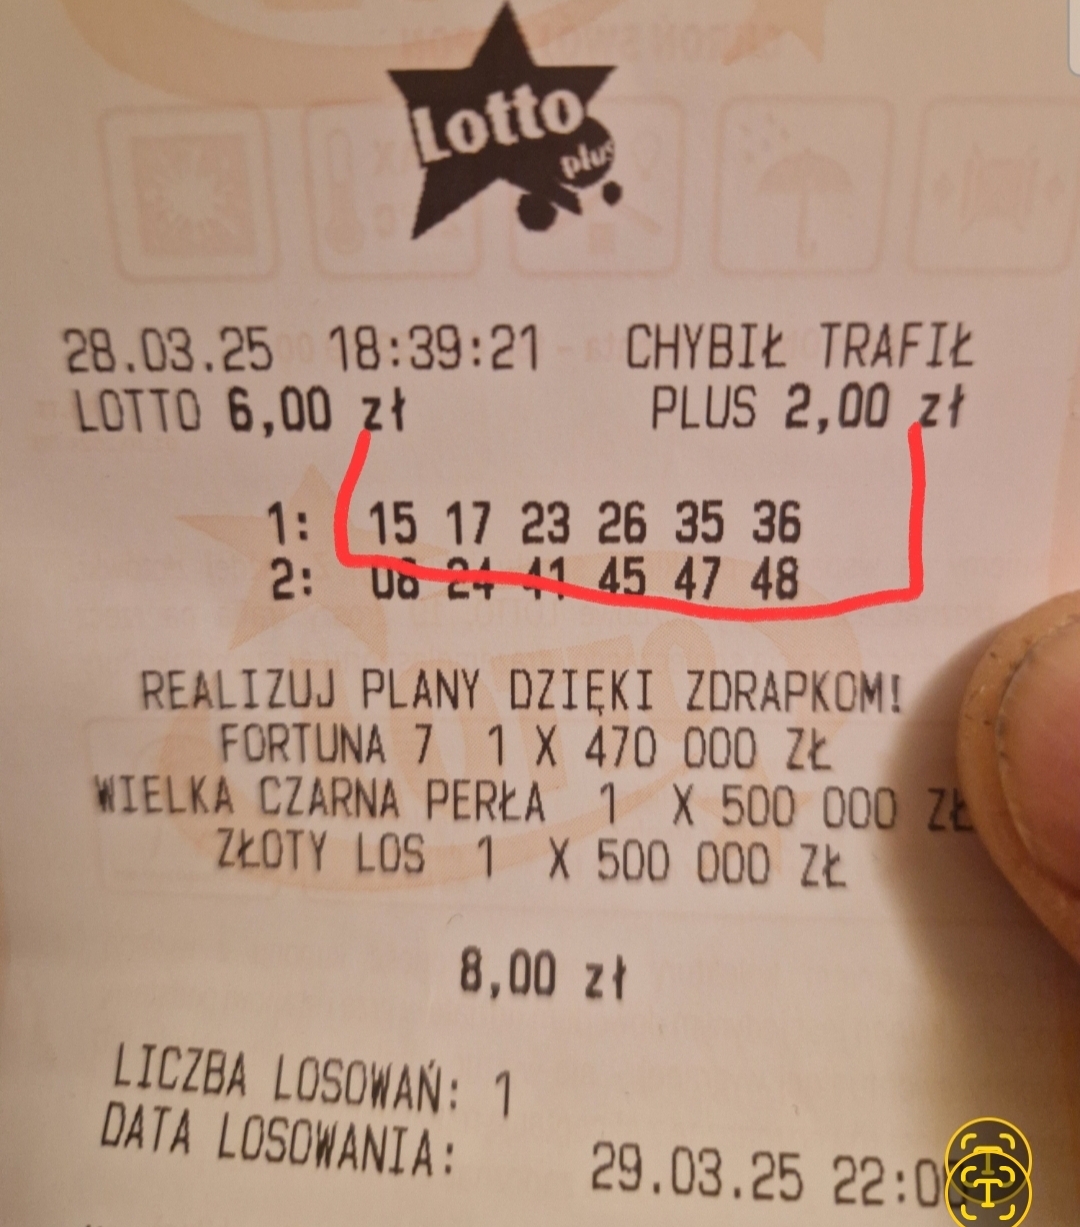 Lotto
plus
28.03.25 18:39:21 CHYBIŁ TRAFIŁ
LOTTO 6,00 zł PLUS 2,00 zł
1: 15 17 23 26 35 36
2: 08 24 41 45 47 48
REALIZUJ PLANY DZIĘKI ZDRAPKOM!
FORTUNA 7 1 X 470 000 ZŁ
WIELKA CZARNA PERŁA 1 X 500 000 ZŁ
ZŁOTY LOS 1 X 500 000 ZŁ
8,00 zł
LICZBA LOSOWAŃ: 1
DATA LOSOWANIA:
29.03.25